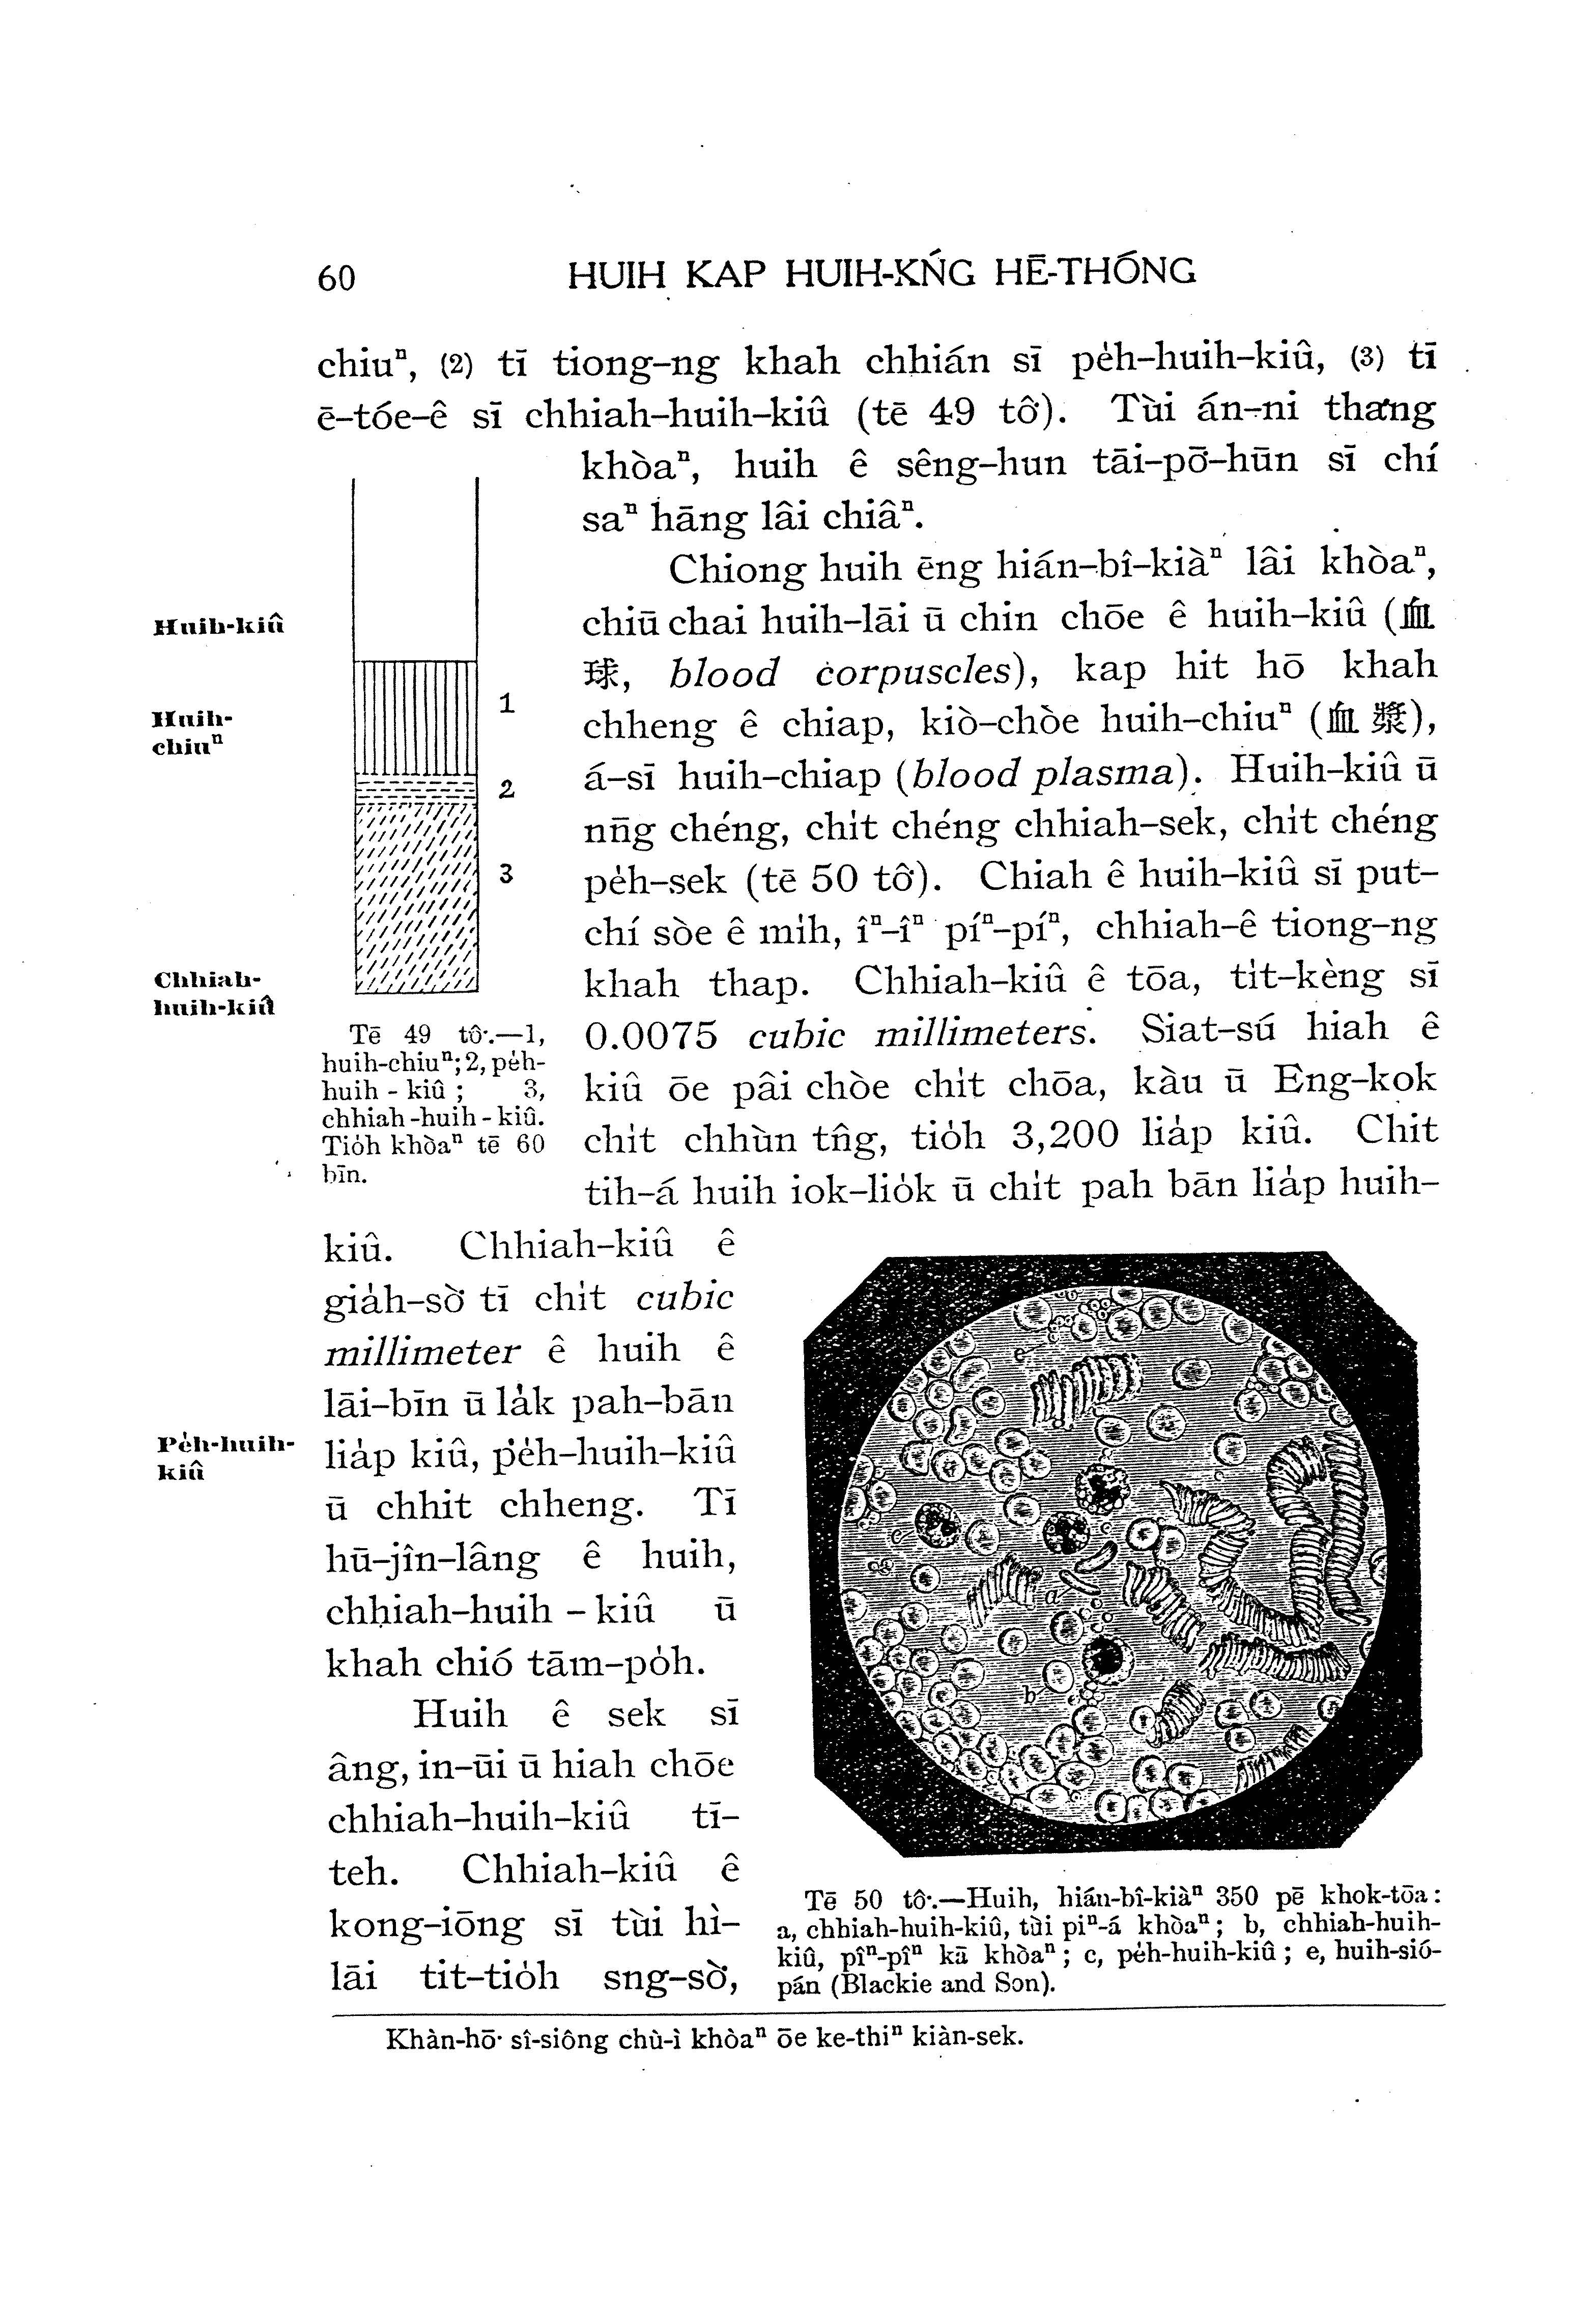 60 HUIH KAP HUIH-KŃG HĒ-THÓNG
chiuⁿ, (2) tī tiong-ng khah chhián sī pe̍h-huih-kiû, (3) tī
ē-tóe-ê sī chhiah-huih-kiû (tē 49 tô͘). Tùi án-ni thang
khòaⁿ, huih ê sêng-hun tāi-pō͘-hūn sī chí
saⁿ hāng lâi chiâⁿ.
Chiong huih ēng hián-bî-kiàⁿ lâi khòaⁿ,
Huih-kiû
chiū chai huih-lāi ū chin chōe ê huih-kiû (血
球, blood corpuscles), kap hit hō khah
Huih-
chiuⁿ
chheng ê chiap, kiò-chòe huih-chiuⁿ (血漿),
á-sī huih-chiap (blood plasma). Huih-kiû ū
nn̄g chéng, chi̍t chéng chhiah-sek, chi̍t chéng
pe̍h-sek (tē 50 tô͘). Chiah ê huih-kiû sī put-
chí sòe ê mi̍h, îⁿ-îⁿ píⁿ-píⁿ, chhiah-ê tiong-ng
Chhiah-
huih-kiû
khah thap. Chhiah-kiû ê tōa, ti̍t-kèng sī
0.0075 cubic millimeters. Siat-sú hiah ê
kiû ōe pâi chòe chi̍t chōa, kàu ū Eng-kok
chi̍t chhùn tn̂g, tio̍h 3,200 lia̍p kiû. Chit
tih-á huih iok-lio̍k ū chi̍t pah bān lia̍p huih-
1
2
3
Tē 49 tô͘.—1,
huih-chiuⁿ; 2, pe̍h-
huih-kiû; 3,
chhiah-huih-kiû.
Tio̍h khòaⁿ tē 60
bīn.
kiû. Chhiah-kiû ê
gia̍h-sò͘ tī chi̍t cubic
millimeter ê huih ê
lāi-bīn ū la̍k pah-bān
Pe̍h-huih-
kiû
lia̍p kiû, pe̍h-huih-kiû
ū chhit chheng. Tī
hū-jîn-lâng ê huih,
chhiah-huih-kiû ū
khah chió tām-po̍h.
Huih ê sek sī
âng, in-ūi ū hiah chōe
chhiah-huih-kiû tī-
teh. Chhiah-kiû ê
kong-iōng sī tùi hì-
lāi tit-tio̍h sng-sò͘,
e
c
c
a
b
Tē 50 tô͘.—Huih, hián-bî-kiàⁿ 350 pē khok-tōa:
a, chhiah-huih-kiû, tùi piⁿ-á khòaⁿ; b, chhiah-huih-
kiû, pîⁿ-pîⁿ kā khòaⁿ; c, pe̍h-huih-kiû; e, huih-sió-
pán (Blackie and Son).
Khàn-hō͘ sî-siông chù-ì khòaⁿ ōe ke-thiⁿ kiàn-sek.